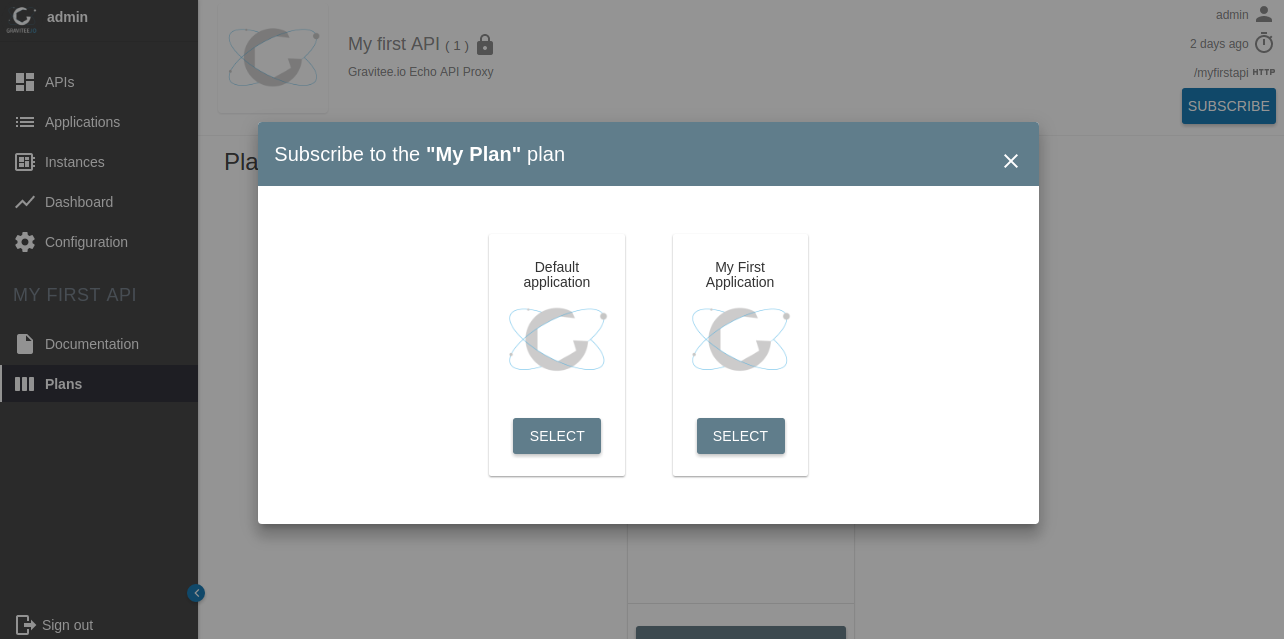 GRAVITEE.IO
admin
APIs
Applications
Instances
Dashboard
Configuration
MY FIRST API
Documentation
Plans
Sign out
My first API ( 1 )
Gravitee.io Echo API Proxy
admin
2 days ago
/myfirstapi HTTP
SUBSCRIBE
Pla
Subscribe to the "My Plan" plan
Default
application
SELECT
My First
Application
SELECT